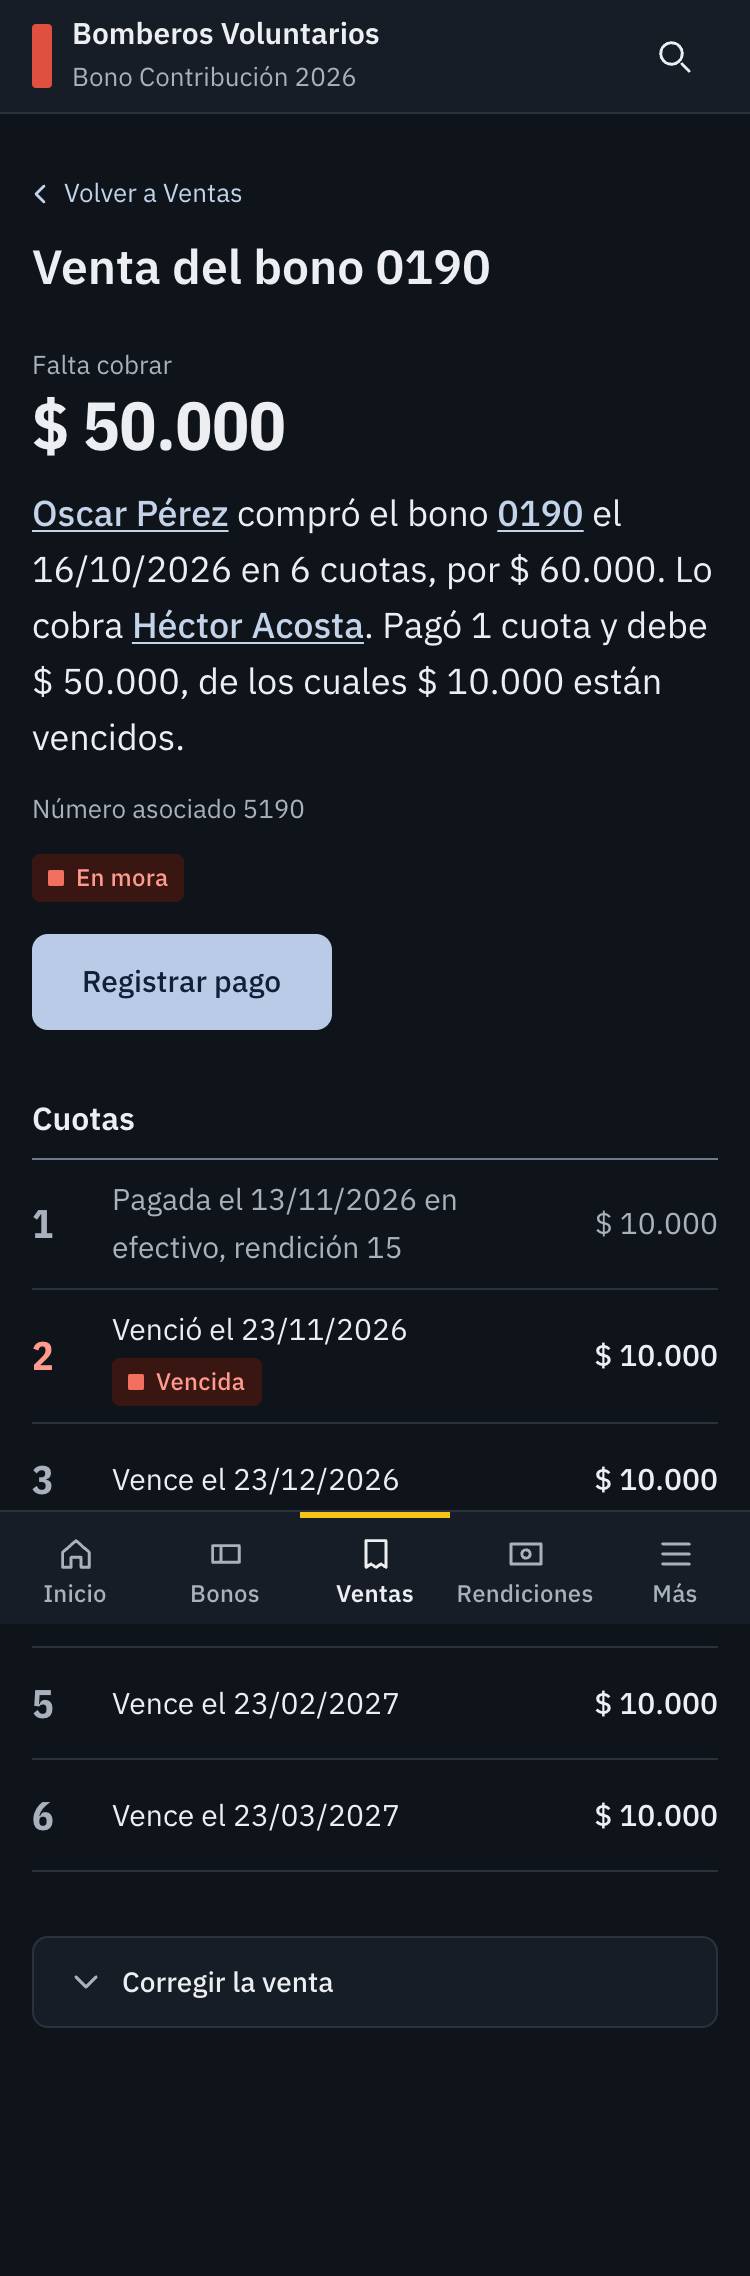 Bomberos Voluntarios
Bono Contribución 2026
Volver a Ventas
Venta del bono 0190
Falta cobrar
$ 50.000
Oscar Pérez compró el bono 0190 el
16/10/2026 en 6 cuotas, por $ 60.000. Lo
cobra Héctor Acosta. Pagó 1 cuota y debe
$ 50.000, de los cuales $ 10.000 están
vencidos.
Número asociado 5190
En mora
Registrar pago
Cuotas
1 Pagada el 13/11/2026 en efectivo, rendición 15 $ 10.000
2 Venció el 23/11/2026 $ 10.000
Vencida
3 Vence el 23/12/2026 $ 10.000
Inicio Bonos Ventas Rendiciones Más
5 Vence el 23/02/2027 $ 10.000
6 Vence el 23/03/2027 $ 10.000
Corregir la venta